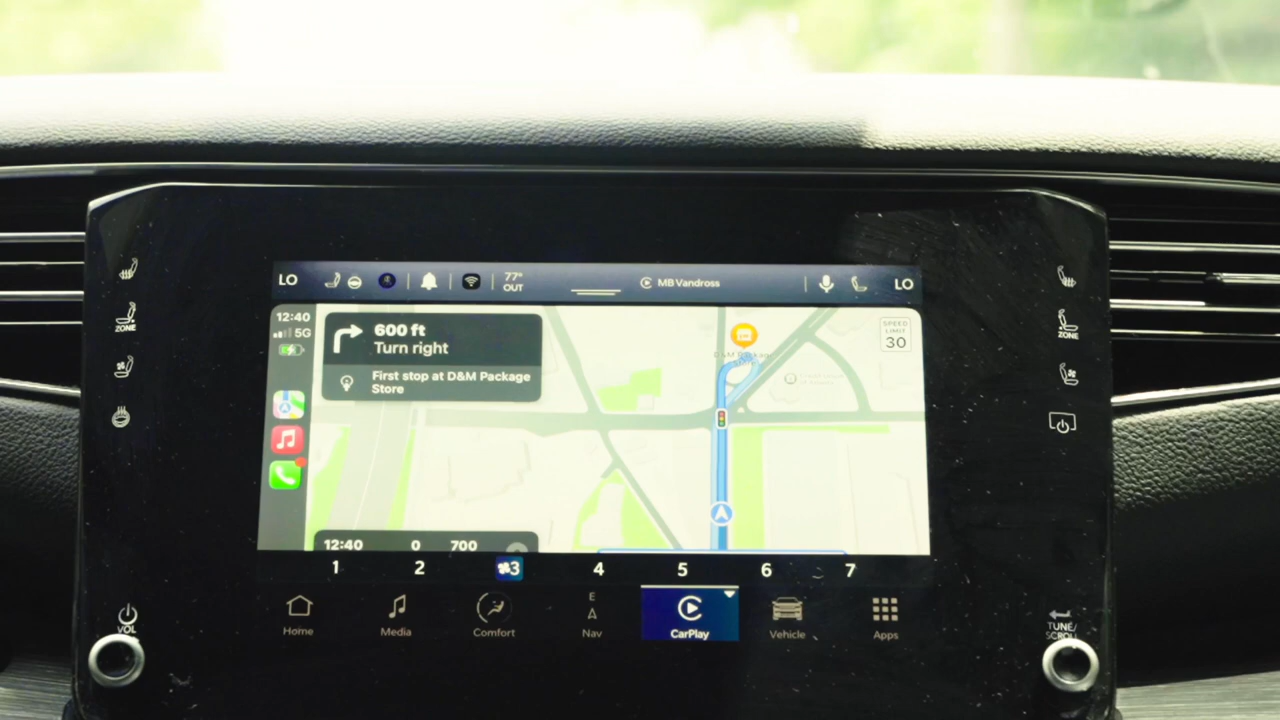 LO
77°
OUT
MB Vandross
LO
ZONE
12:40
5G
600 ft
Turn right
First stop at D&M Package
Store
SPEED
LIMIT
30
ZONE
12:40 0 700
1 2 3 4 5 6 7
VOL
Home
Media
Comfort
E
A
Nav
CarPlay
Vehicle
Apps
TUNE/
SCROLL